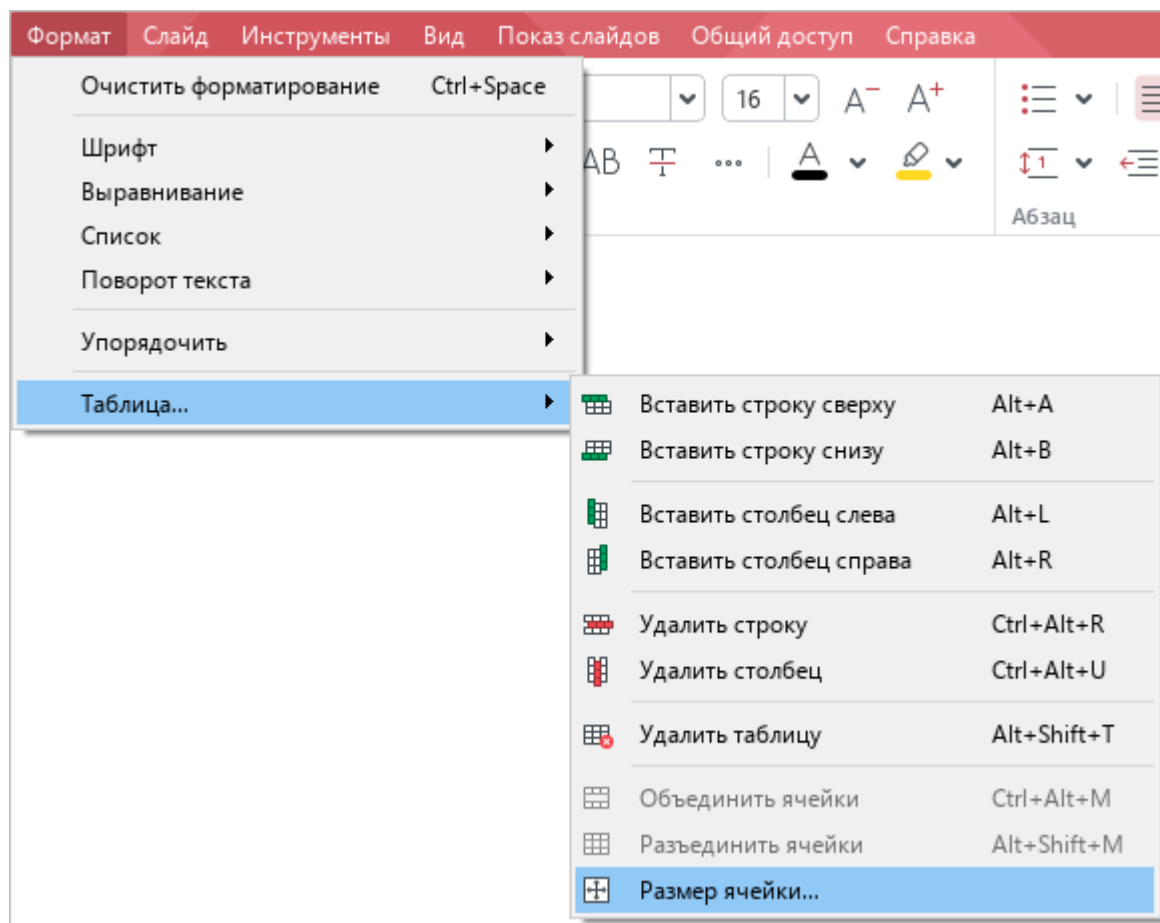 Формат Слайд Инструменты Вид Показ слайдов Общий доступ Справка
Очистить форматирование Ctrl+Space
16 A− A+
Шрифт
AB T A
1
Выравнивание
Абзац
Список
Поворот текста
Упорядочить
Таблица...
Вставить строку сверху Alt+A
Вставить строку снизу Alt+B
Вставить столбец слева Alt+L
Вставить столбец справа Alt+R
Удалить строку Ctrl+Alt+R
Удалить столбец Ctrl+Alt+U
Удалить таблицу Alt+Shift+T
Объединить ячейки Ctrl+Alt+M
Разъединить ячейки Alt+Shift+M
Размер ячейки...